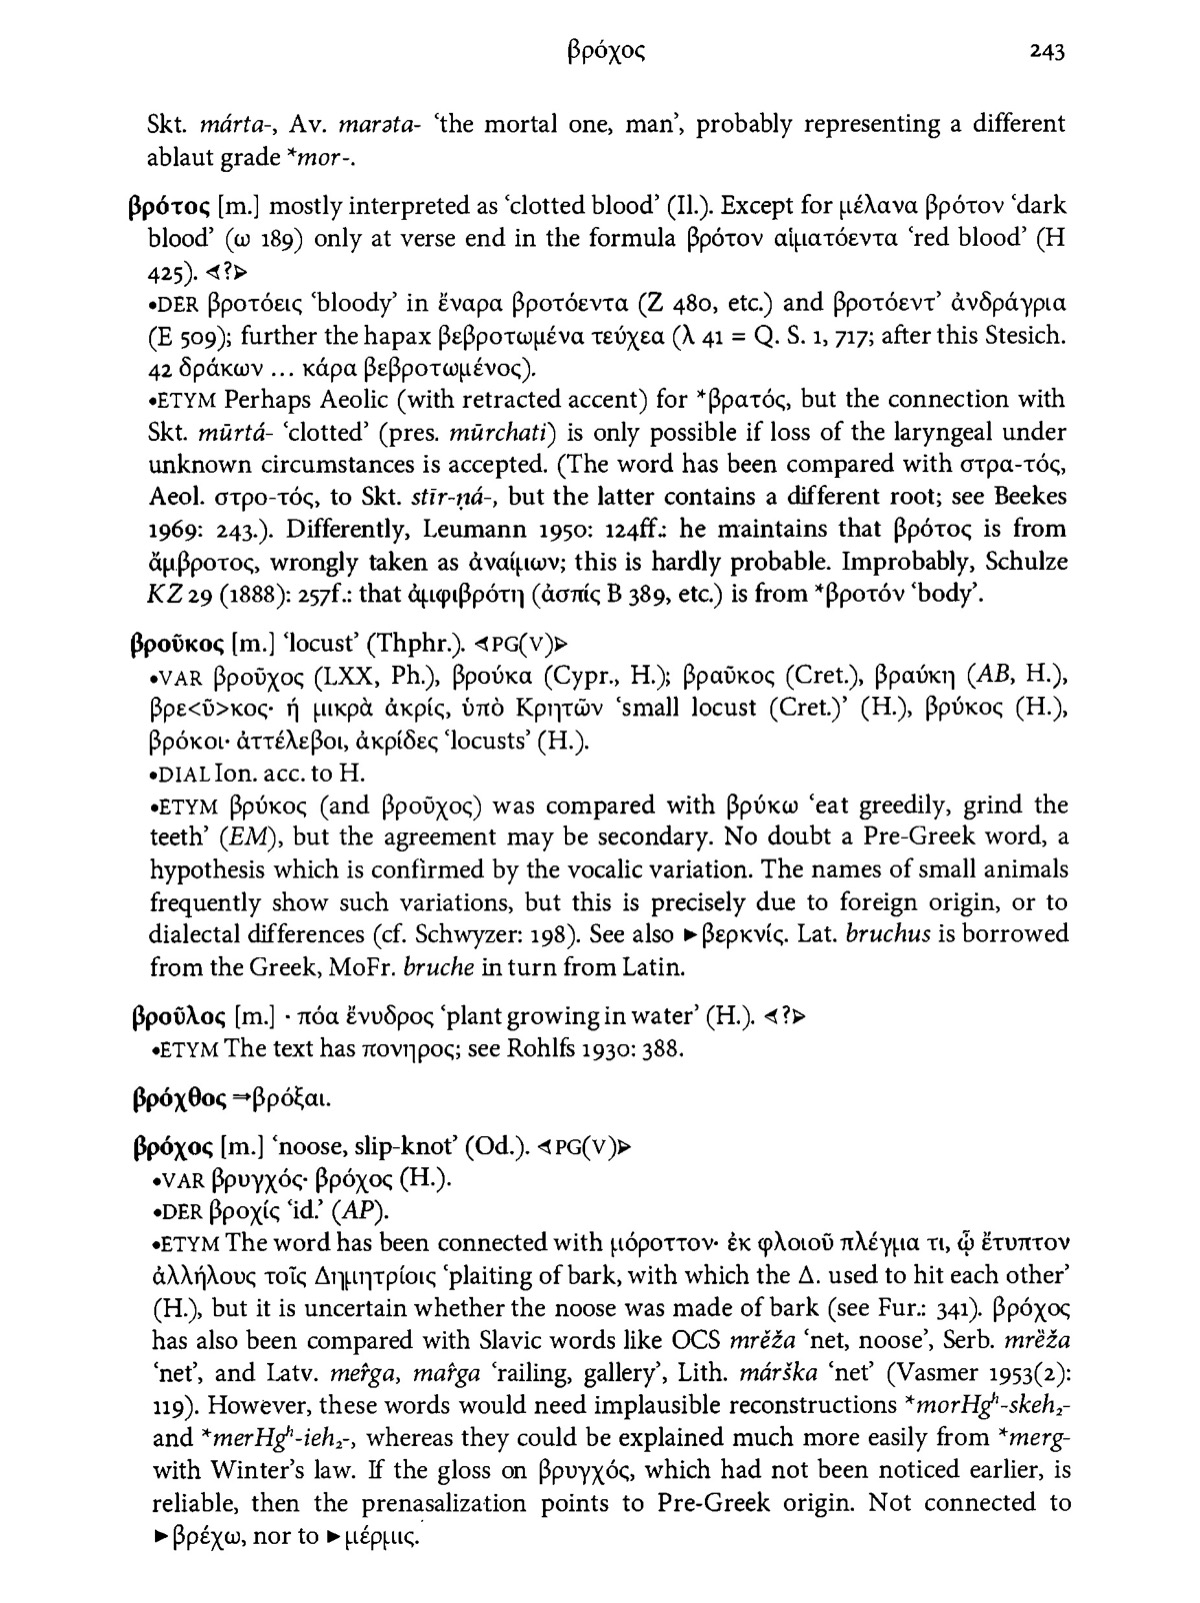 βρόχος 243
Skt. márta-, Av. marəta- ‘the mortal one, man’, probably representing a different
ablaut grade *mor-.
βρότος [m.] mostly interpreted as ‘clotted blood’ (Il.). Except for μέλανα βρότον ‘dark
blood’ (ω 189) only at verse end in the formula βρότον αἱματόεντα ‘red blood’ (Η
425). ⊲?⊳
•DER βροτόεις ‘bloody’ in ἔναρα βροτόεντα (Ζ 480, etc.) and βροτόεντ’ ἀνδράγρια
(Ε 509); further the hapax βεβροτωμένα τεύχεα (λ 41 = Q. S. 1, 717; after this Stesich.
42 δράκων ... κάρα βεβροτωμένος).
•ETYM Perhaps Aeolic (with retracted accent) for *βρατός, but the connection with
Skt. mūrtá- ‘clotted’ (pres. mūrchati) is only possible if loss of the laryngeal under
unknown circumstances is accepted. (The word has been compared with στρα-τός,
Aeol. στρο-τός, to Skt. stīr-ṇá-, but the latter contains a different root; see Beekes
1969: 243.). Differently, Leumann 1950: 124ff.: he maintains that βρότος is from
ἄμβροτος, wrongly taken as ἀναίμων; this is hardly probable. Improbably, Schulze
KZ 29 (1888): 257f.: that ἀμφιβρότη (ἀσπίς Β 389, etc.) is from *βροτόν ‘body’.
βροῦκος [m.] ‘locust’ (Thphr.). ⊲PG(V)⊳
•VAR βροῦχος (LXX, Ph.), βρούκα (Cypr., H.); βραῦκος (Cret.), βραύκη (AB, H.),
βρε<ῦ>κος· ἡ μικρὰ ἀκρίς, ὑπὸ Κρητῶν ‘small locust (Cret.)’ (H.), βρύκος (H.),
βρόκοι· ἀττέλεβοι, ἀκρίδες ‘locusts’ (H.).
•DIAL Ion. acc. to H.
•ETYM βρύκος (and βροῦχος) was compared with βρύκω ‘eat greedily, grind the
teeth’ (EM), but the agreement may be secondary. No doubt a Pre-Greek word, a
hypothesis which is confirmed by the vocalic variation. The names of small animals
frequently show such variations, but this is precisely due to foreign origin, or to
dialectal differences (cf. Schwyzer: 198). See also ►βερκνίς. Lat. bruchus is borrowed
from the Greek, MoFr. bruche in turn from Latin.
βροῦλος [m.] · πόα ἔνυδρος ‘plant growing in water’ (H.). ⊲?⊳
•ETYM The text has πονηρος; see Rohlfs 1930: 388.
βρόχθος ⇒βρόξαι.
βρόχος [m.] ‘noose, slip-knot’ (Od.). ⊲PG(V)⊳
•VAR βρυγχός· βρόχος (H.).
•DER βροχίς ‘id.’ (AP).
•ETYM The word has been connected with μόροττον· ἐκ φλοιοῦ πλέγμα τι, ᾧ ἔτυπτον
ἀλλήλους τοῖς Δημητρίοις ‘plaiting of bark, with which the Δ. used to hit each other’
(H.), but it is uncertain whether the noose was made of bark (see Fur.: 341). βρόχος
has also been compared with Slavic words like OCS mrěža ‘net, noose’, Serb. mrȅža
‘net’, and Latv. mer̂ga, mar̂ga ‘railing, gallery’, Lith. márška ‘net’ (Vasmer 1953(2):
119). However, these words would need implausible reconstructions *morHgʰ-skeh₂-
and *merHgʰ-ieh₂-, whereas they could be explained much more easily from *merg-
with Winter’s law. If the gloss on βρυγχός, which had not been noticed earlier, is
reliable, then the prenasalization points to Pre-Greek origin. Not connected to
►βρέχω, nor to ►μέρμις.